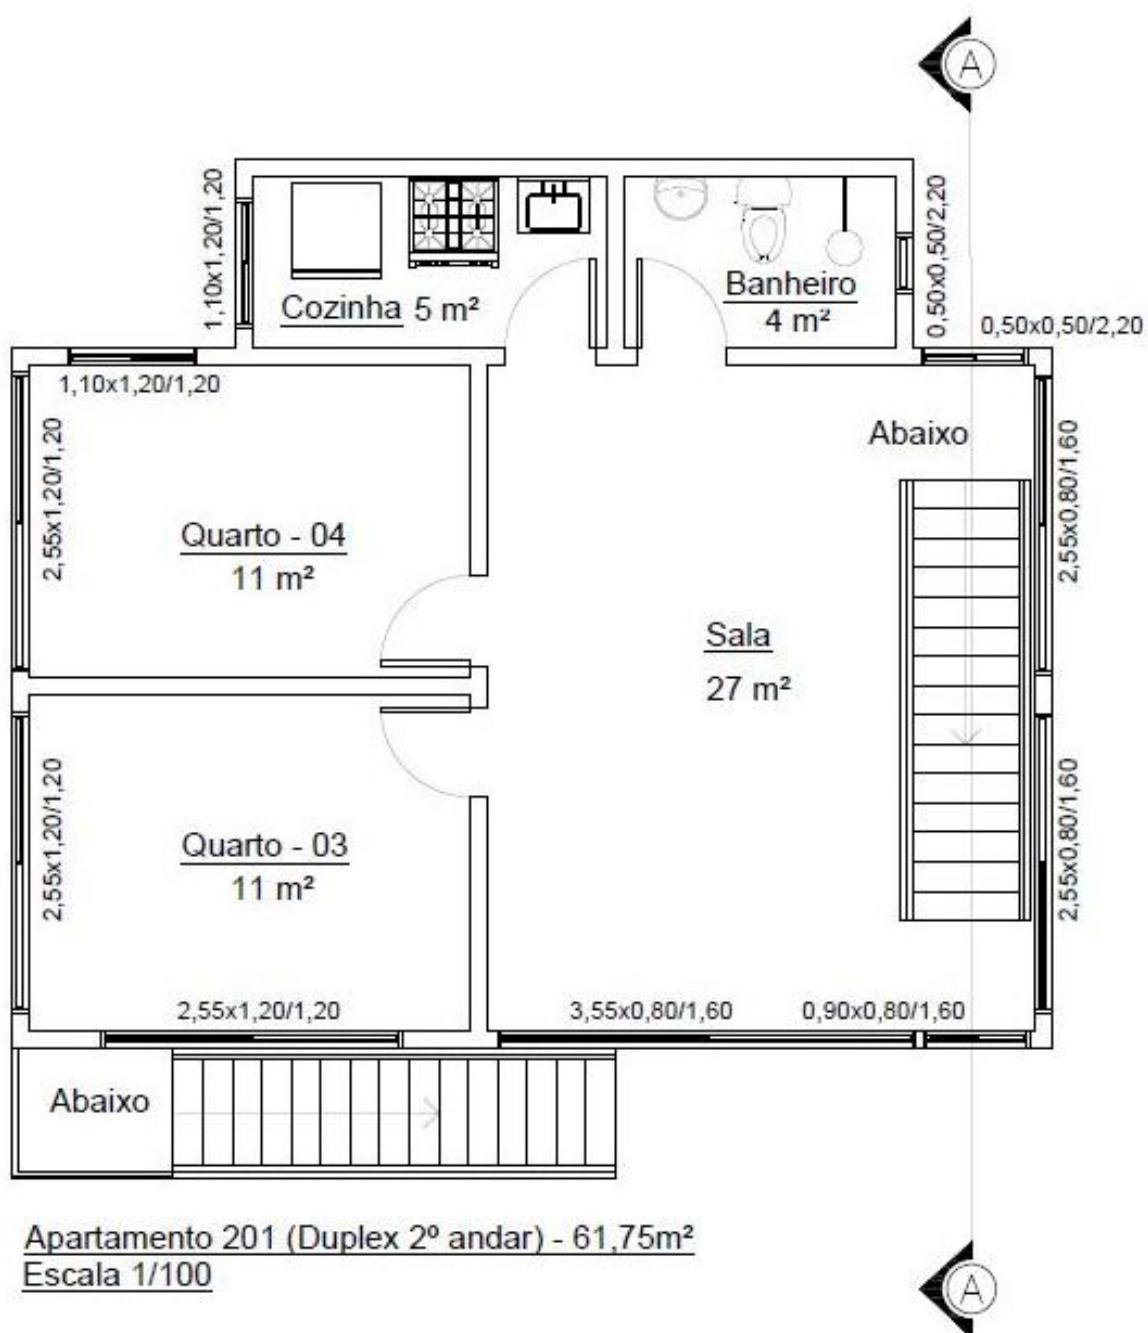 A
1,10x1,20/1,20
0,50x0,50/2,20
Cozinha 5 m²
Banheiro
4 m²
0,50x0,50/2,20
1,10x1,20/1,20
2,55x1,20/1,20
Abaixo
2,55x0,80/1,60
Quarto - 04
11 m²
Sala
27 m²
2,55x1,20/1,20
Quarto - 03
11 m²
2,55x0,80/1,60
2,55x1,20/1,20
3,55x0,80/1,60
0,90x0,80/1,60
Abaixo
Apartamento 201 (Duplex 2º andar) - 61,75m²
Escala 1/100
A